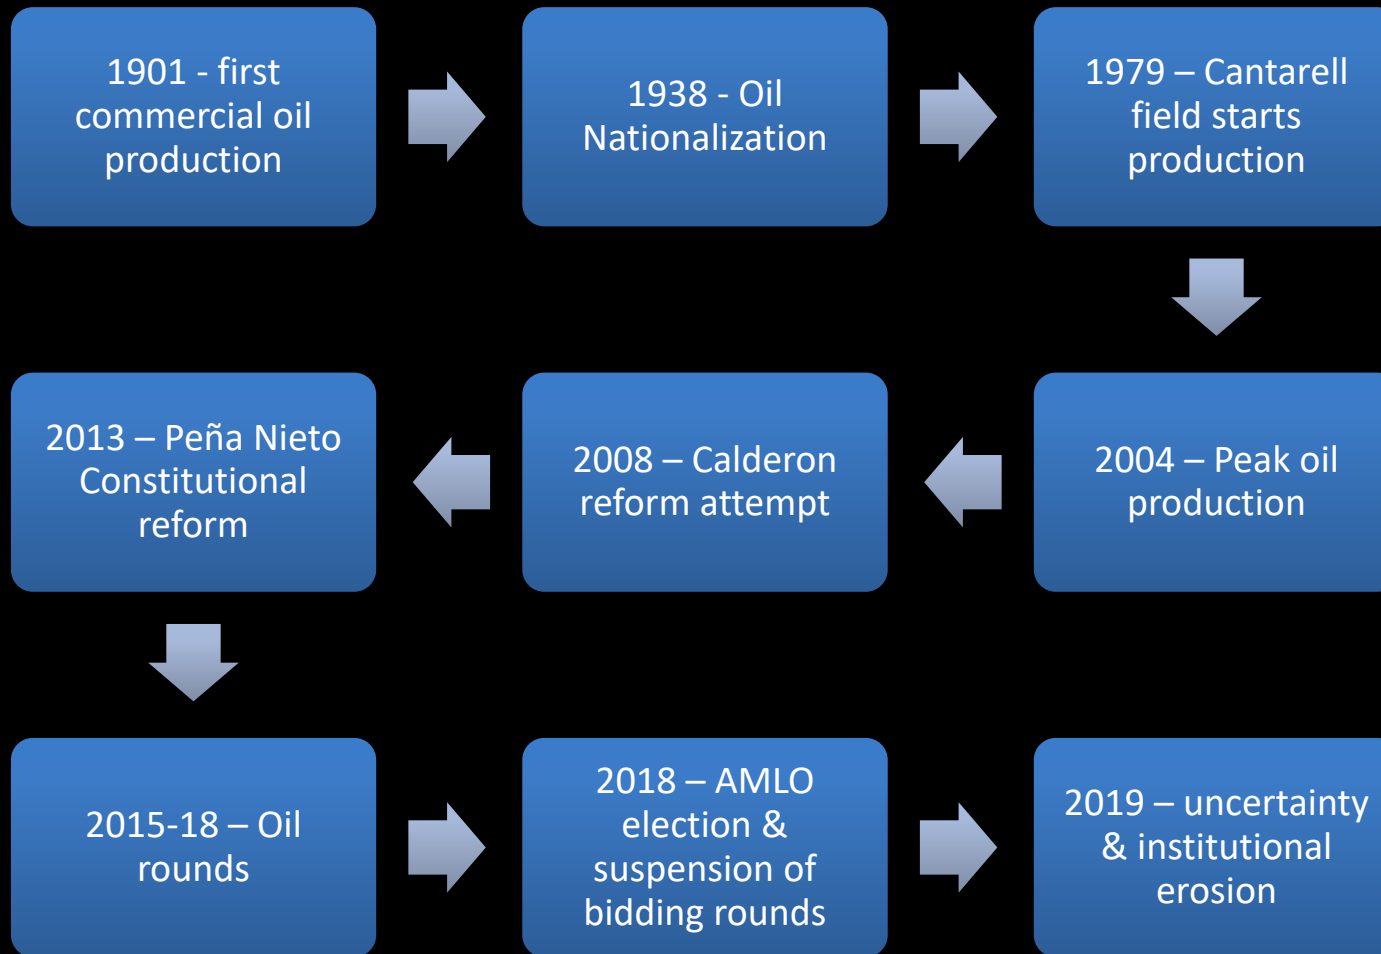 1901 - first
commercial oil
production
1938 - Oil
Nationalization
1979 – Cantarell
field starts
production
2004 – Peak oil
production
2008 – Calderon
reform attempt
2013 – Peña Nieto
Constitutional
reform
2015-18 – Oil
rounds
2018 – AMLO
election &
suspension of
bidding rounds
2019 – uncertainty
& institutional
erosion